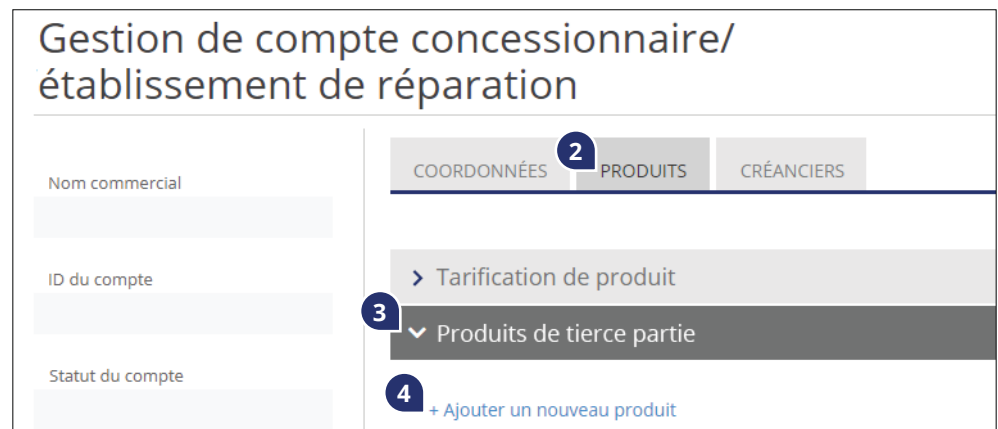 Gestion de compte concessionnaire/
établissement de réparation
Nom commercial
ID du compte
Statut du compte
COORDONNÉES
2
PRODUITS
CRÉANCIERS
> Tarification de produit
3
Produits de tierce partie
4
+ Ajouter un nouveau produit